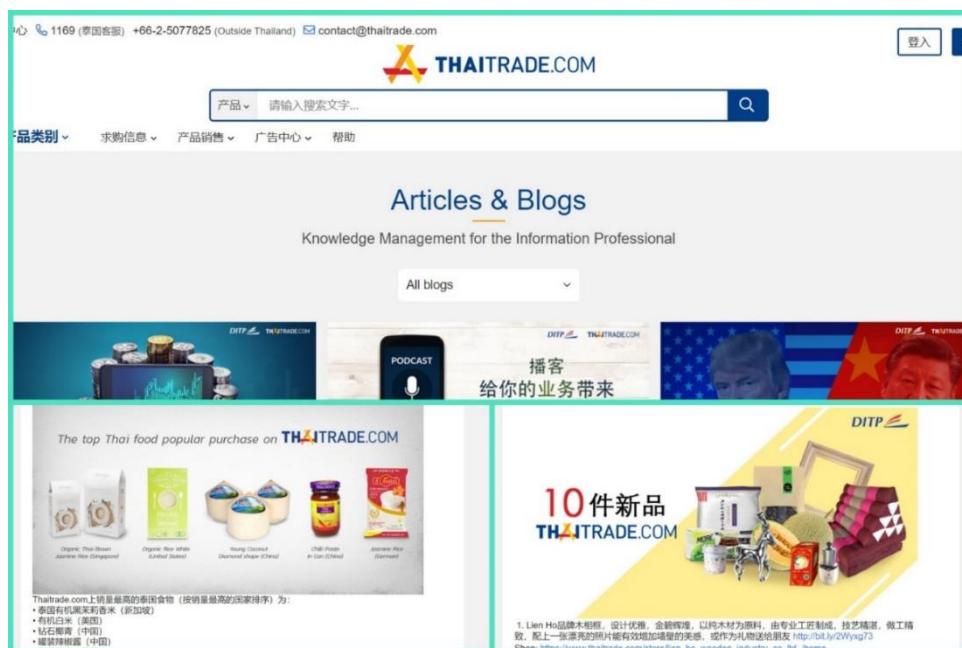 中心 1169 (泰国客服) +66-2-5077825 (Outside Thailand) contact@thaitrade.com
登入
THAITRADE.COM
产品 请输入搜索文字...
产品类别 求购信息 产品销售 广告中心 帮助
Articles & Blogs
Knowledge Management for the Information Professional
All blogs
DITP THAITRADE.COM
DITP THAITRADE.COM
DITP THAITRADE.COM
PODCAST
播客
给你的业务带来
The top Thai food popular purchase on THAITRADE.COM
Organic Thai Brown
Jasmine Rice (Singapore)
Organic Rice White
(United States)
Young Coconut
Diamond shape (China)
Chilli Paste
in Can (China)
Jasmine Rice
(German)
Thaitrade.com上销量最高的泰国食物（按销量最高的国家排序）为：
• 泰国有机黑茉莉香米（新加坡）
• 有机白米（美国）
• 钻石椰青（中国）
• 罐装辣椒酱（中国）
DITP
10件新品
THAITRADE.COM
1. Lien Ho品牌木相框，设计优雅，金碧辉煌，以纯木材为原料，由专业工匠制成，技艺精湛，做工精
致，配上一张漂亮的照片能有效增加墙壁的美感，或作为礼物送给朋友 http://bit.ly/2Wyxg73